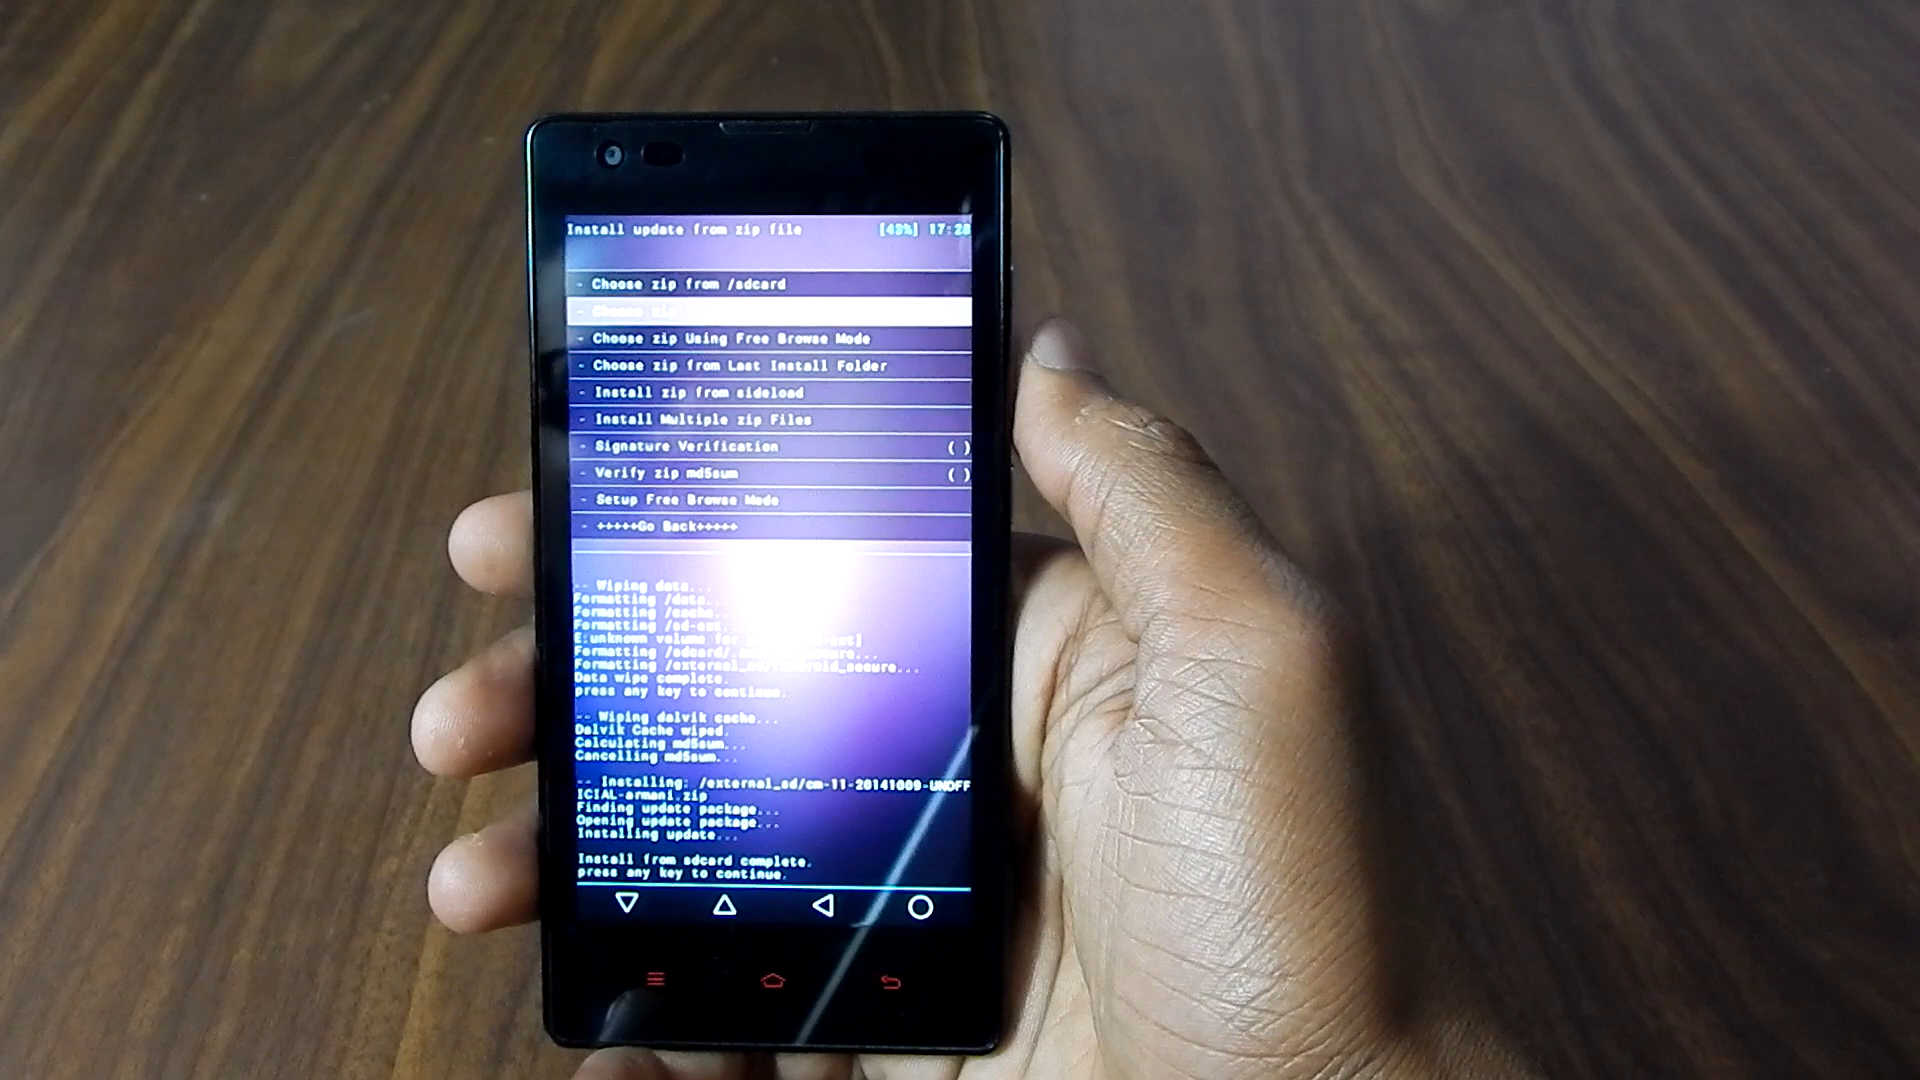 Install update from zip file [43%] 17:28
- Choose zip from /sdcard
- Choose zip
- Choose zip Using Free Browse Mode
- Choose zip from Last Install Folder
- Install zip from sideload
- Install Multiple zip Files
- Signature Verification ( )
- Verify zip md5sum ( )
- Setup Free Browse Mode
- +++++Go Back+++++
-- Wiping data...
Formatting /data...
Formatting /cache...
Formatting /sd-ext...
E:unknown volume for
Formatting /sdcard/
Formatting /external_sd/.android_secure...
Data wipe complete.
press any key to continue.
-- Wiping dalvik cache...
Dalvik Cache wiped.
Calculating md5sum...
Cancelling md5sum...
-- Installing: /external_sd/cm-11-20141009-UNOFF
ICIAL-armani.zip
Finding update package...
Opening update package...
Installing update...
Install from sdcard complete.
press any key to continue.